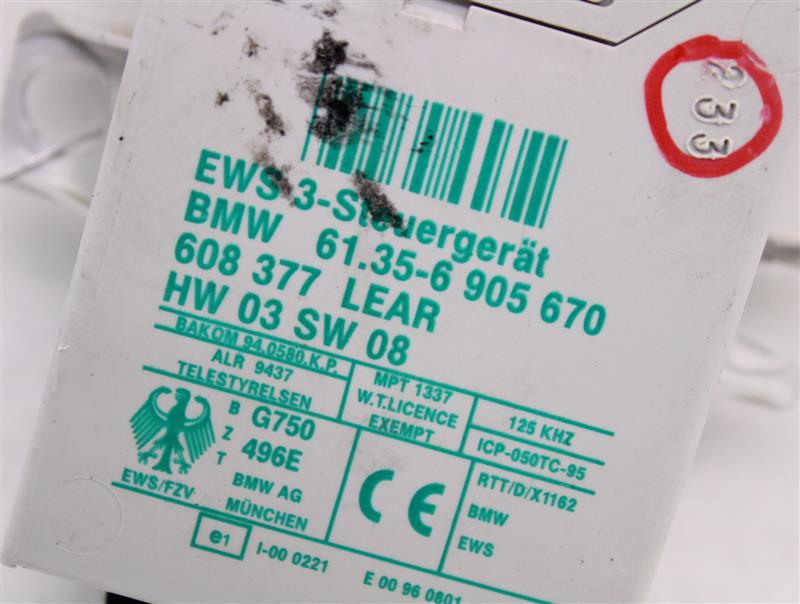 233
EWS 3-Steuergerät
BMW 61.35-6 905 670
608 377 LEAR
HW 03 SW 08
BAKOM 94.0580.K.P.
ALR 9437
TELESTYRELSEN
MPT 1337
W.T.LICENCE
EXEMPT
125 KHZ
ICP-050TC-95
BZT
G750
496E
EWS/FZV
BMW AG
MÜNCHEN
CE
RTT/D/X1162
BMW
EWS
e1
I-00 0221
E 00 96 0801